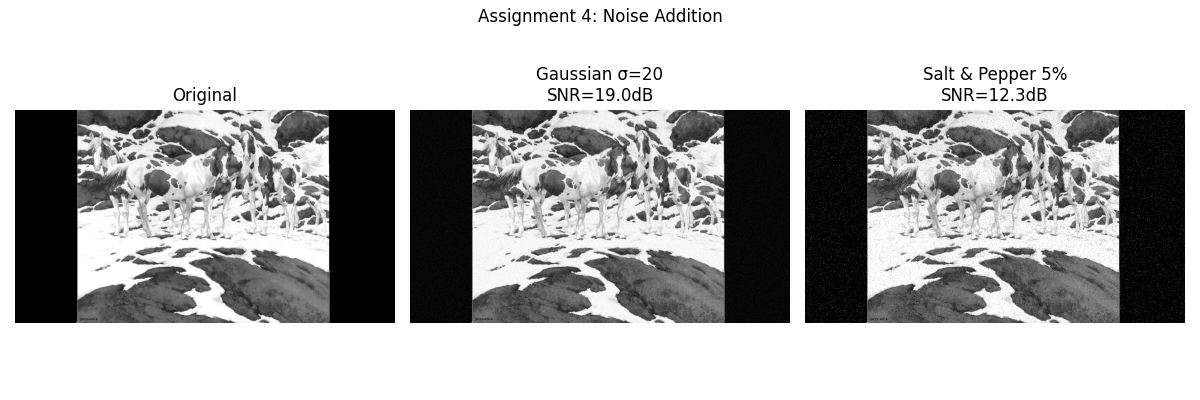 Assignment 4: Noise Addition
Original
Gaussian σ=20
SNR=19.0dB
Salt & Pepper 5%
SNR=12.3dB